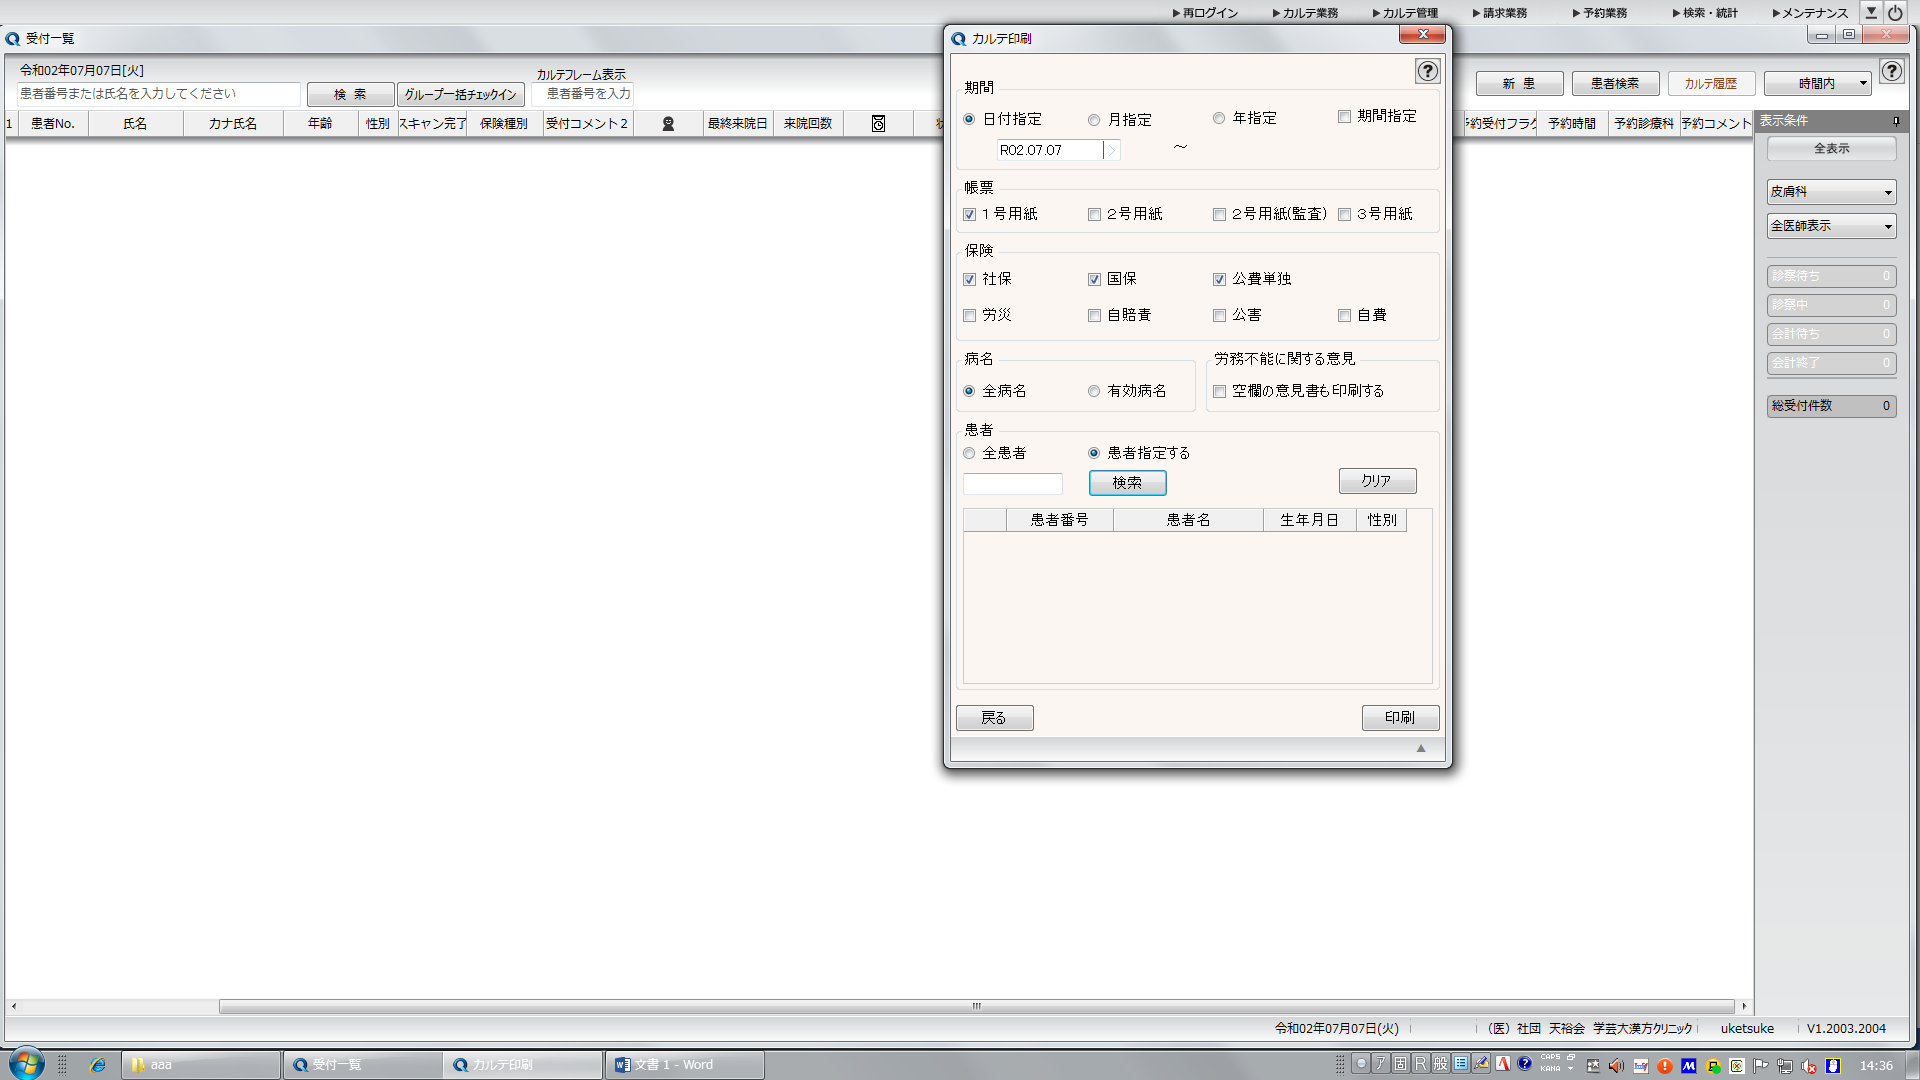 ▶再ログイン ▶カルテ業務 ▶カルテ管理 ▶請求業務 ▶予約業務 ▶検索・統計 ▶メンテナンス
受付一覧
令和02年07月07日[火]
患者番号または氏名を入力してください
検 索
グループ一括チェックイン
カルテフレーム表示
患者番号を入力
新 患
患者検索
カルテ履歴
時間内
1 患者No. 氏名 カナ氏名 年齢 性別 スキャン完了 保険種別 受付コメント2 最終来院日 来院回数
予約受付フラグ 予約時間 予約診療科 予約コメント
カルテ印刷
期間
日付指定 月指定 年指定 期間指定
R02.07.07 ～
帳票
1号用紙 2号用紙 2号用紙(監査) 3号用紙
保険
社保 国保 公費単独
労災 自賠責 公害 自費
病名
全病名 有効病名
労務不能に関する意見
空欄の意見書も印刷する
患者
全患者 患者指定する
検索
クリア
患者番号 患者名 生年月日 性別
戻る
印刷
表示条件
全表示
皮膚科
全医師表示
診察待ち 0
診察中 0
会計待ち 0
会計終了 0
総受付件数 0
令和02年07月07日(火) （医）社団 天裕会 学芸大漢方クリニック uketsuke V1.2003.2004
aaa
受付一覧
カルテ印刷
文書 1 - Word
ア 固 R 般
CAPS
KANA
14:36